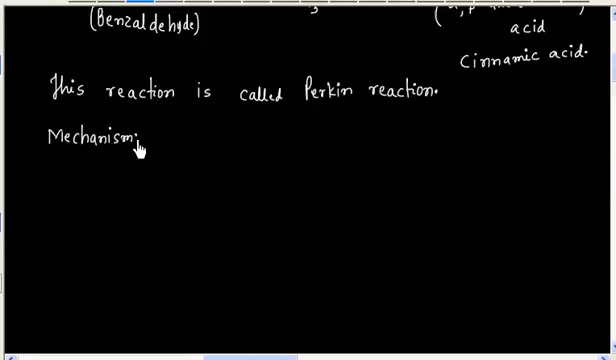 (Benzaldehyde)
acid
Cinnamic acid.
This reaction is called Perkin reaction.
Mechanism: